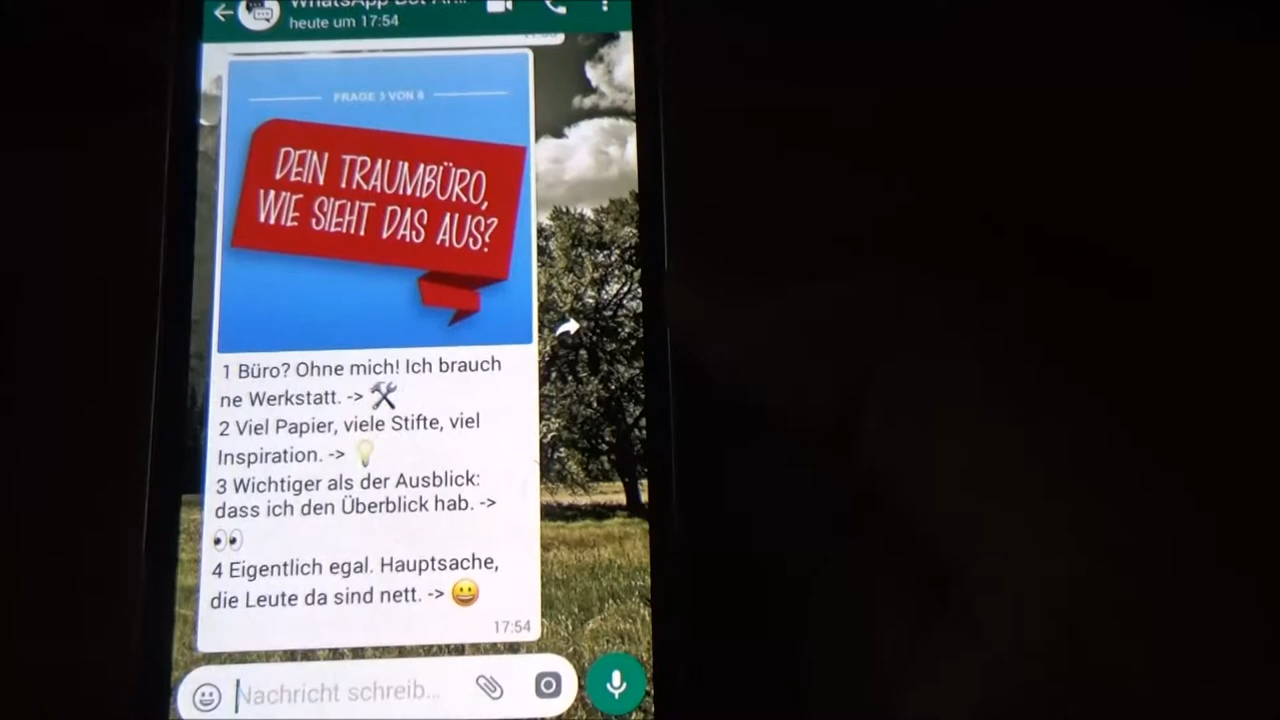 WhatsApp Bot
heute um 17:54
FRAGE 3 VON 8
DEIN TRAUMBÜRO,
WIE SIEHT DAS AUS?
1 Büro? Ohne mich! Ich brauch
ne Werkstatt. -> 🛠
2 Viel Papier, viele Stifte, viel
Inspiration. -> 💡
3 Wichtiger als der Ausblick:
dass ich den Überblick hab. ->
👀
4 Eigentlich egal. Hauptsache,
die Leute da sind nett. -> 😀
17:54
Nachricht schreib...